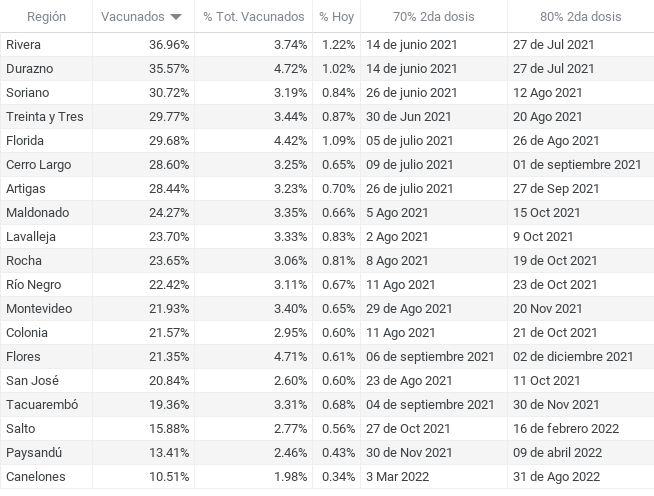 Región Vacunados % Tot. Vacunados % Hoy 70% 2da dosis 80% 2da dosis
Rivera 36.96% 3.74% 1.22% 14 de junio 2021 27 de Jul 2021
Durazno 35.57% 4.72% 1.02% 14 de junio 2021 27 de Jul 2021
Soriano 30.72% 3.19% 0.84% 26 de junio 2021 12 Ago 2021
Treinta y Tres 29.77% 3.44% 0.87% 30 de Jun 2021 20 Ago 2021
Florida 29.68% 4.42% 1.09% 05 de julio 2021 26 de Ago 2021
Cerro Largo 28.60% 3.25% 0.65% 09 de julio 2021 01 de septiembre 2021
Artigas 28.44% 3.23% 0.70% 26 de julio 2021 27 de Sep 2021
Maldonado 24.27% 3.35% 0.66% 5 Ago 2021 15 Oct 2021
Lavalleja 23.70% 3.33% 0.83% 2 Ago 2021 9 Oct 2021
Rocha 23.65% 3.06% 0.81% 8 Ago 2021 19 de Oct 2021
Río Negro 22.42% 3.11% 0.67% 11 Ago 2021 23 de Oct 2021
Montevideo 21.93% 3.40% 0.65% 29 de Ago 2021 20 Nov 2021
Colonia 21.57% 2.95% 0.60% 11 Ago 2021 21 de Oct 2021
Flores 21.35% 4.71% 0.61% 06 de septiembre 2021 02 de diciembre 2021
San José 20.84% 2.60% 0.60% 23 de Ago 2021 11 Oct 2021
Tacuarembó 19.36% 3.31% 0.68% 04 de septiembre 2021 30 de Nov 2021
Salto 15.88% 2.77% 0.56% 27 de Oct 2021 16 de febrero 2022
Paysandú 13.41% 2.46% 0.43% 30 de Nov 2021 09 de abril 2022
Canelones 10.51% 1.98% 0.34% 3 Mar 2022 31 de Ago 2022